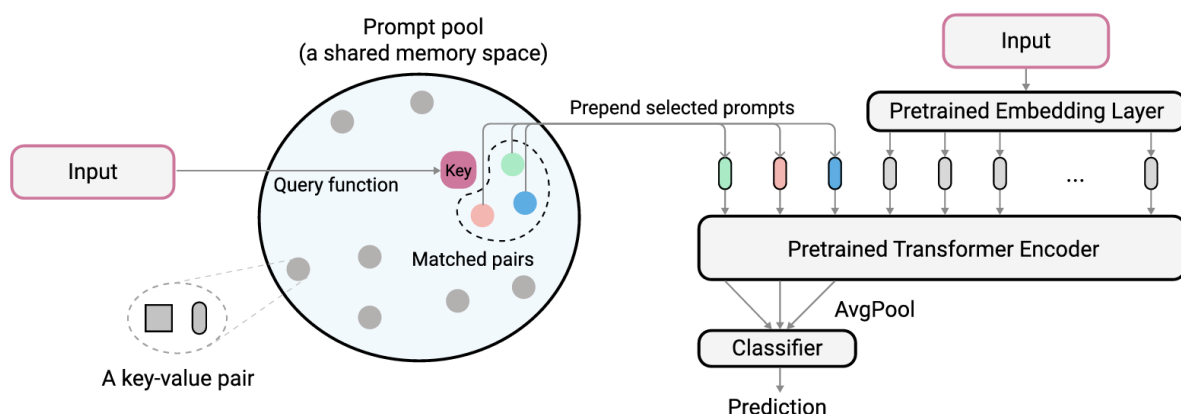 Prompt pool
(a shared memory space)
Input
Query function
Key
Matched pairs
A key-value pair
Prepend selected prompts
Input
Pretrained Embedding Layer
...
Pretrained Transformer Encoder
AvgPool
Classifier
Prediction